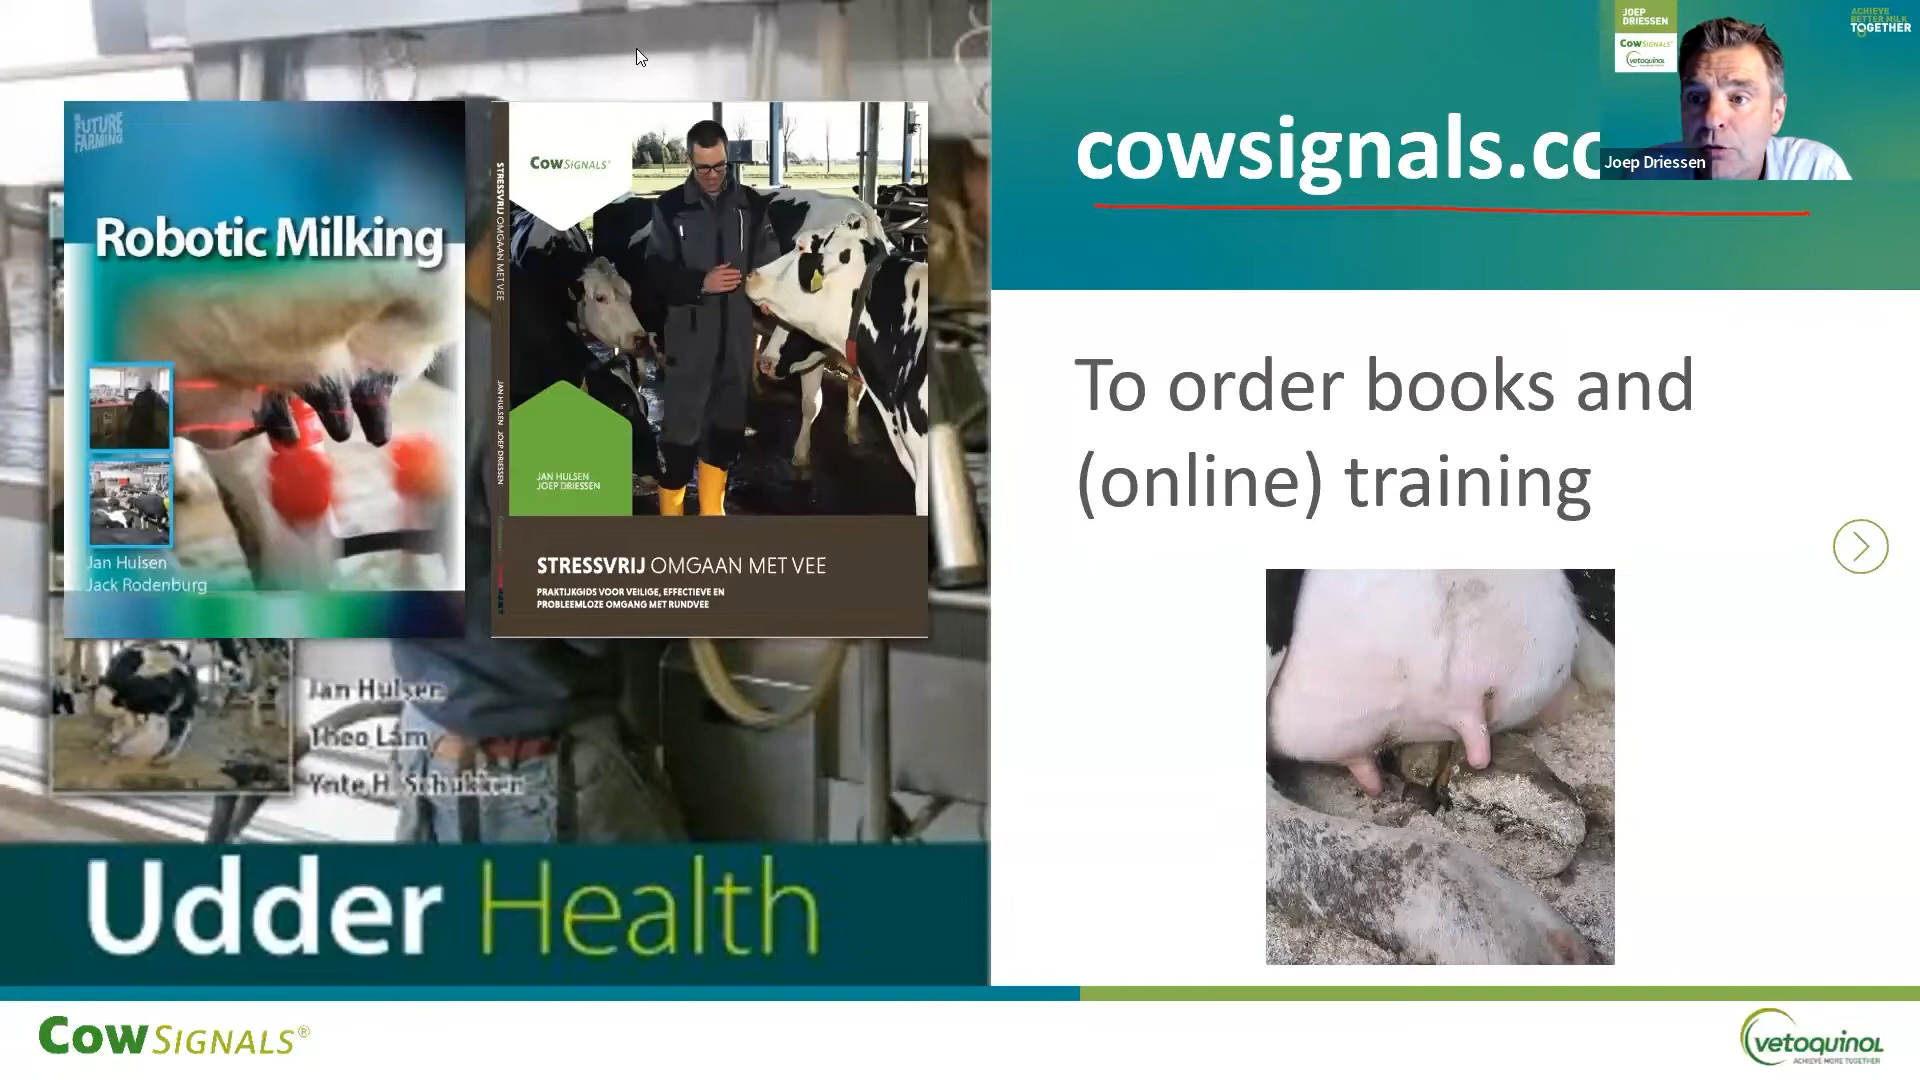 FUTURE
FARMING
Robotic Milking
Jan Hulsen
Jack Rodenburg
STRESSVRIJ OMGAAN MET VEE
JAN HULSEN JOEP DRIESSEN
CowSignals®
JAN HULSEN
JOEP DRIESSEN
STRESSVRIJ OMGAAN MET VEE
PRAKTIJKGIDS VOOR VEILIGE, EFFECTIEVE EN
PROBLEEMLOZE OMGANG MET RUNDVEE
Jan Hulsen
Theo Lam
Ynte H. Schukken
Udder Health
cowsignals.co
To order books and
(online) training
JOEP
DRIESSEN
CowSignals®
vetoquinol
Joep Driessen
ACHIEVE
BETTER MILK
TOGETHER
CowSignals®
vetoquinol
ACHIEVE MORE TOGETHER